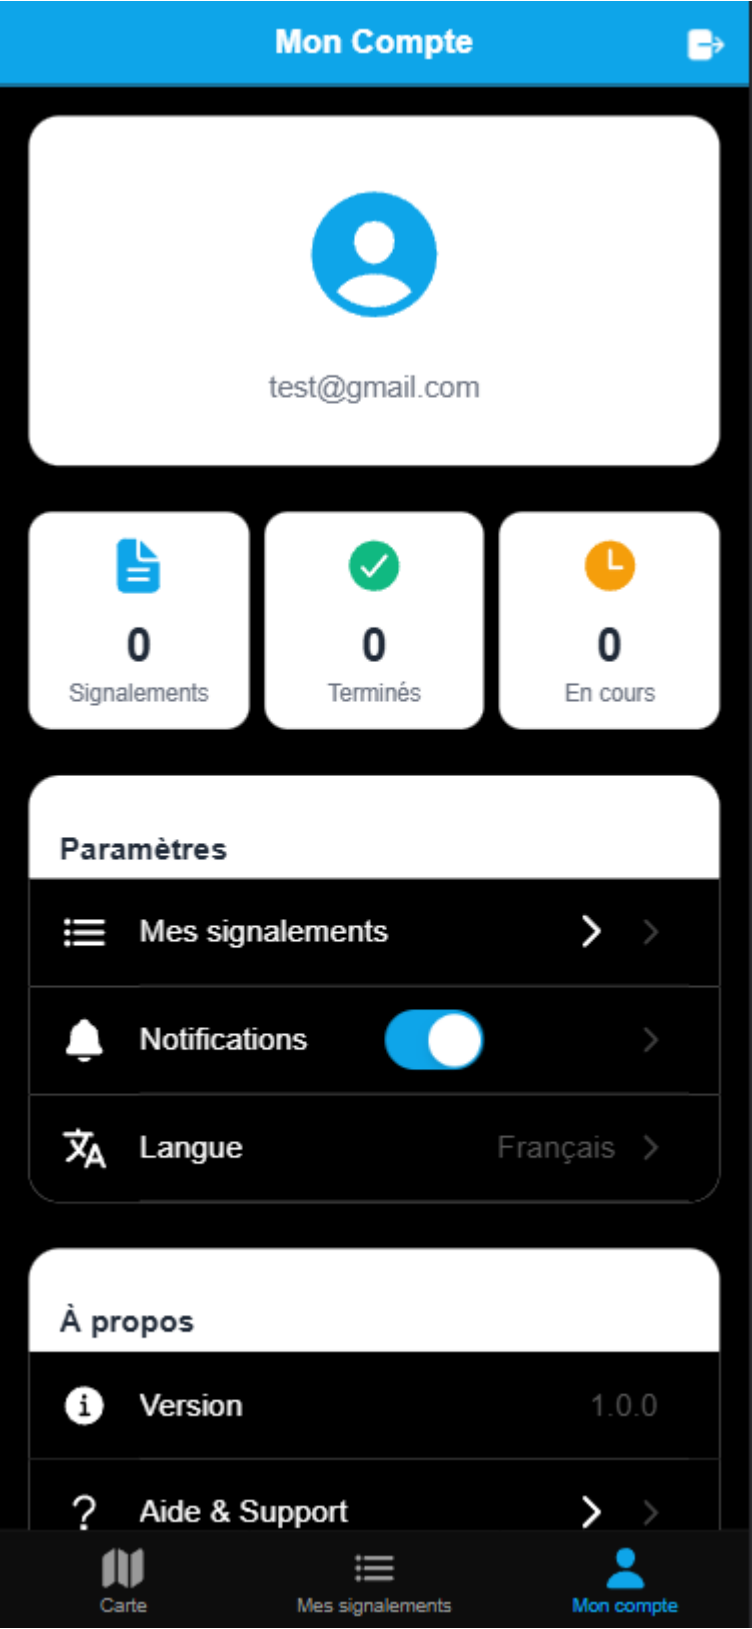 Mon Compte
test@gmail.com
0
Signalements
0
Terminés
0
En cours
Paramètres
Mes signalements
Notifications
Langue Français
À propos
Version 1.0.0
Aide & Support
Carte
Mes signalements
Mon compte